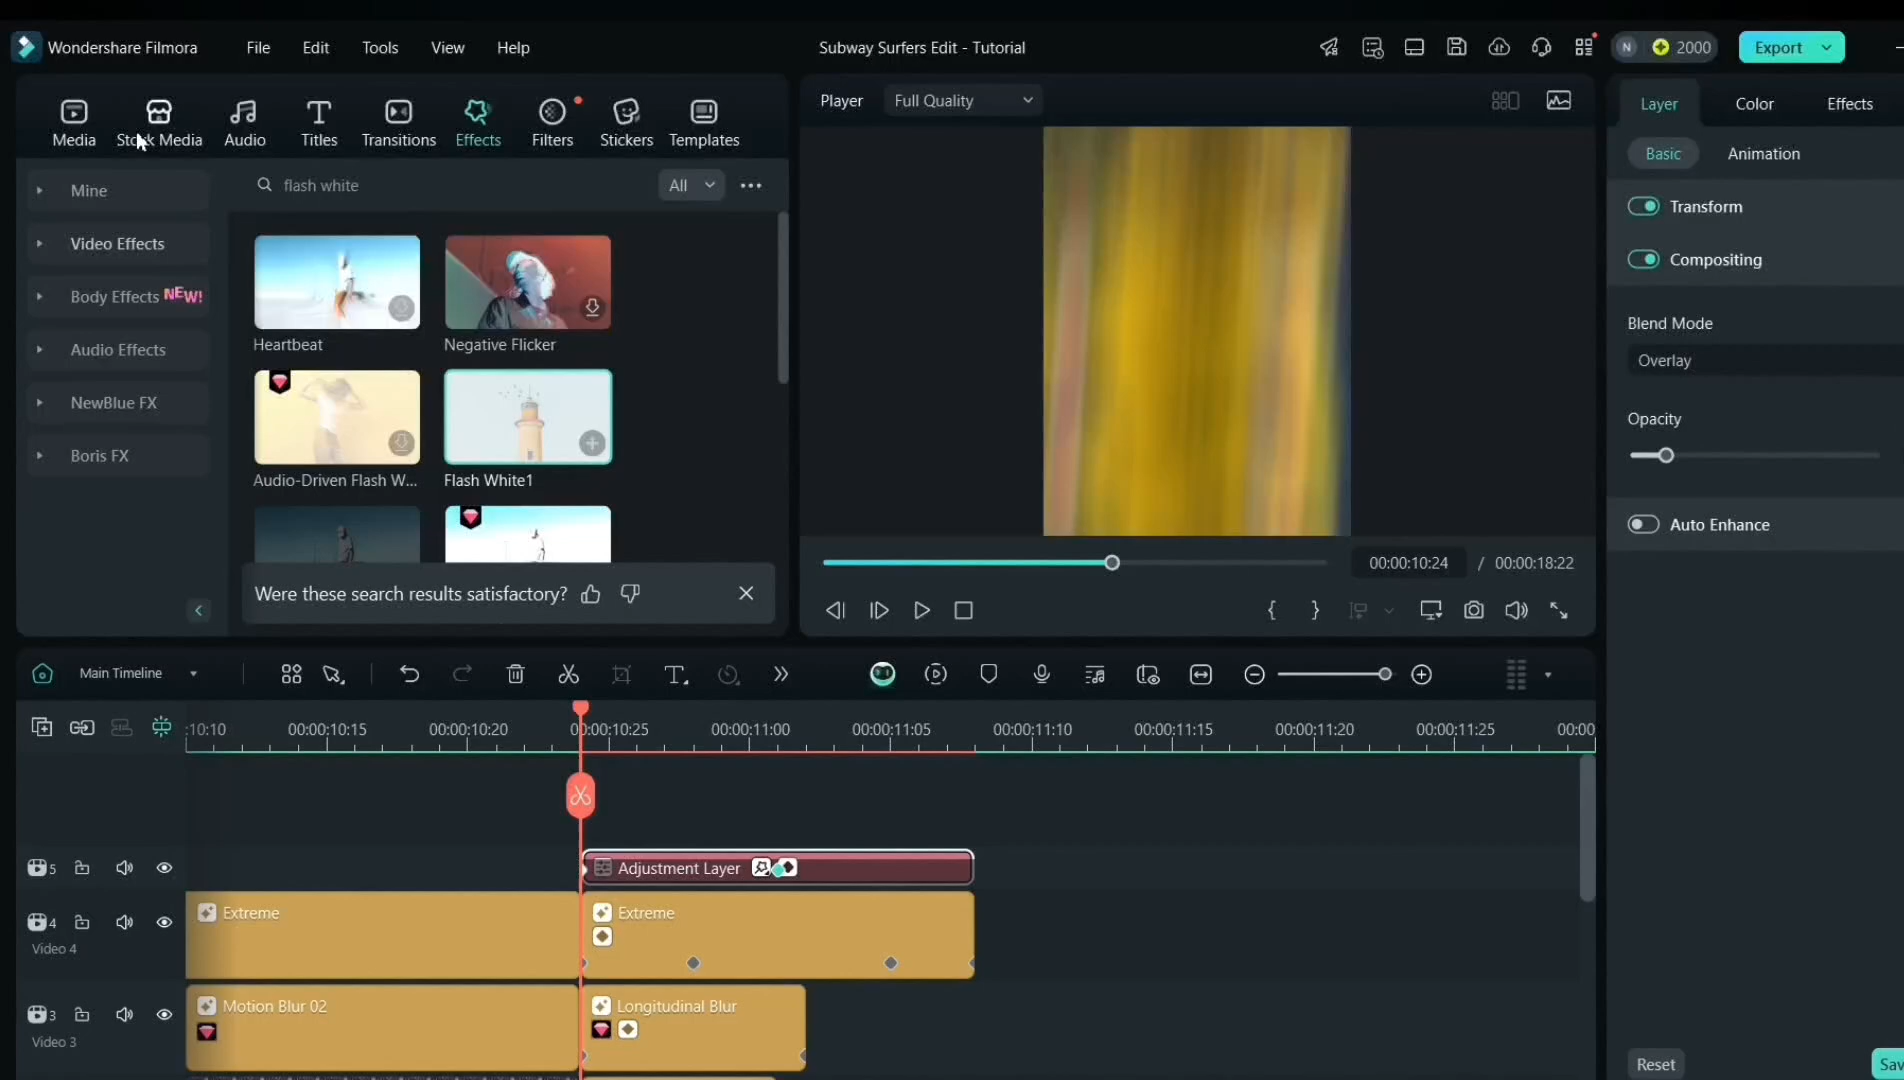 Wondershare Filmora
File
Edit
Tools
View
Help
Subway Surfers Edit - Tutorial
N
2000
Export
Media
Stock Media
Audio
Titles
Transitions
Effects
Filters
Stickers
Templates
Player
Full Quality
Layer
Color
Effects
Basic
Animation
Mine
flash white
All
Transform
Video Effects
Compositing
Body Effects NEW!
Heartbeat
Negative Flicker
Blend Mode
Audio Effects
Overlay
NewBlue FX
Opacity
Boris FX
Audio-Driven Flash W...
Flash White1
Auto Enhance
00:00:10:24 / 00:00:18:22
Were these search results satisfactory?
Main Timeline
:10:10
00:00:10:15
00:00:10:20
00:00:10:25
00:00:11:00
00:00:11:05
00:00:11:10
00:00:11:15
00:00:11:20
00:00:11:25
00:00
5
Adjustment Layer
Extreme
Extreme
4
Video 4
Motion Blur 02
Longitudinal Blur
3
Video 3
Reset
Sav